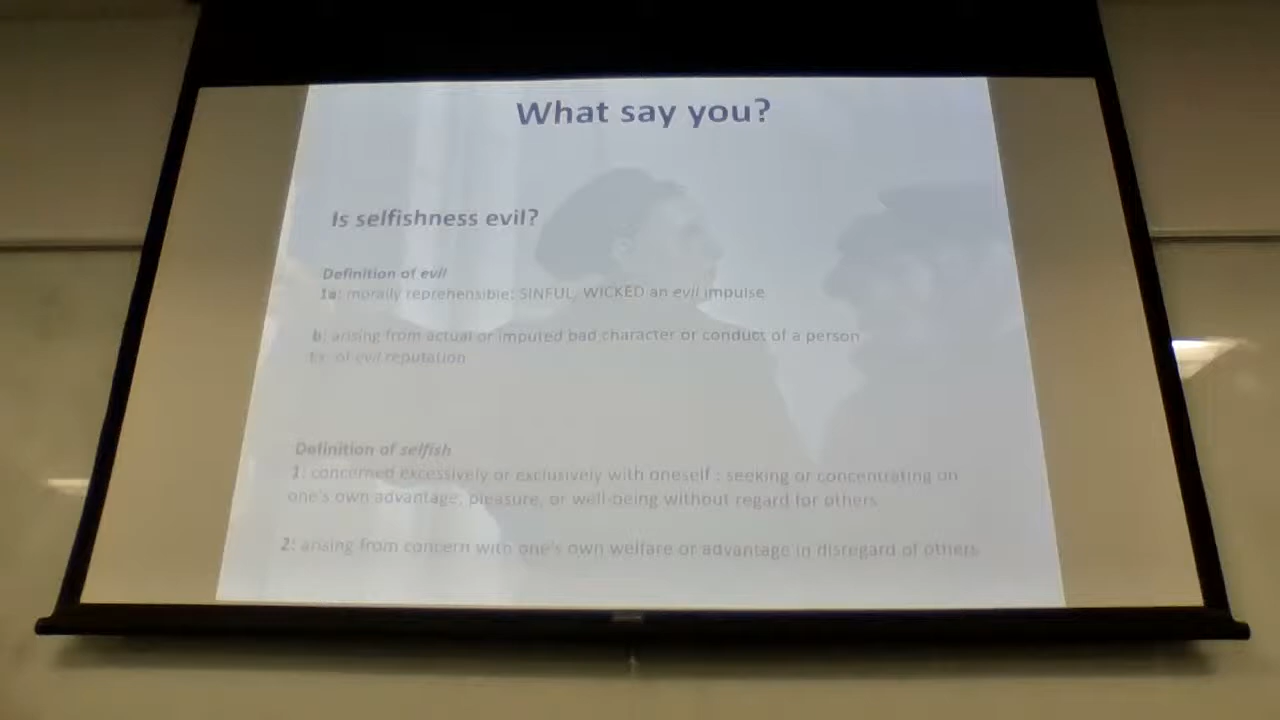 What say you?
Is selfishness evil?
Definition of evil
1a: morally reprehensible: SINFUL, WICKED an evil impulse
b: arising from actual or imputed bad character or conduct of a person
of evil reputation
Definition of selfish
1: concerned excessively or exclusively with oneself : seeking or concentrating on
one's own advantage, pleasure, or well-being without regard for others
2: arising from concern with one's own welfare or advantage in disregard of others